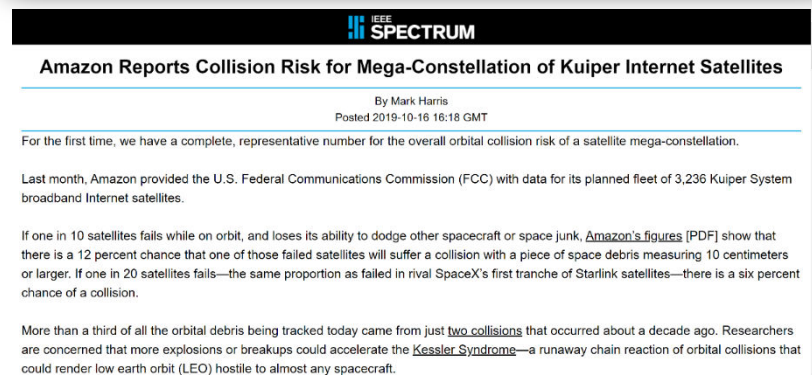 IEEE
SPECTRUM
Amazon Reports Collision Risk for Mega-Constellation of Kuiper Internet Satellites
By Mark Harris
Posted 2019-10-16 16:18 GMT
For the first time, we have a complete, representative number for the overall orbital collision risk of a satellite mega-constellation.
Last month, Amazon provided the U.S. Federal Communications Commission (FCC) with data for its planned fleet of 3,236 Kuiper System
broadband Internet satellites.
If one in 10 satellites fails while on orbit, and loses its ability to dodge other spacecraft or space junk, Amazon's figures [PDF] show that
there is a 12 percent chance that one of those failed satellites will suffer a collision with a piece of space debris measuring 10 centimeters
or larger. If one in 20 satellites fails—the same proportion as failed in rival SpaceX's first tranche of Starlink satellites—there is a six percent
chance of a collision.
More than a third of all the orbital debris being tracked today came from just two collisions that occurred about a decade ago. Researchers
are concerned that more explosions or breakups could accelerate the Kessler Syndrome—a runaway chain reaction of orbital collisions that
could render low earth orbit (LEO) hostile to almost any spacecraft.